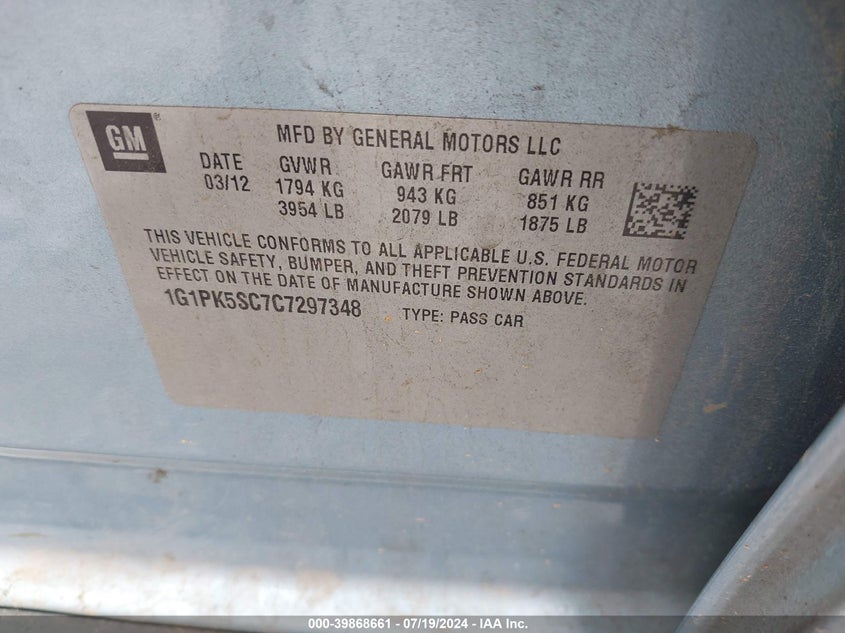 GM
MFD BY GENERAL MOTORS LLC
DATE GVWR GAWR FRT GAWR RR
03/12 1794 KG 943 KG 851 KG
3954 LB 2079 LB 1875 LB
THIS VEHICLE CONFORMS TO ALL APPLICABLE U.S. FEDERAL MOTOR
VEHICLE SAFETY, BUMPER, AND THEFT PREVENTION STANDARDS IN
EFFECT ON THE DATE OF MANUFACTURE SHOWN ABOVE.
1G1PK5SC7C7297348 TYPE: PASS CAR
000-39868661 - 07/19/2024 - IAA Inc.